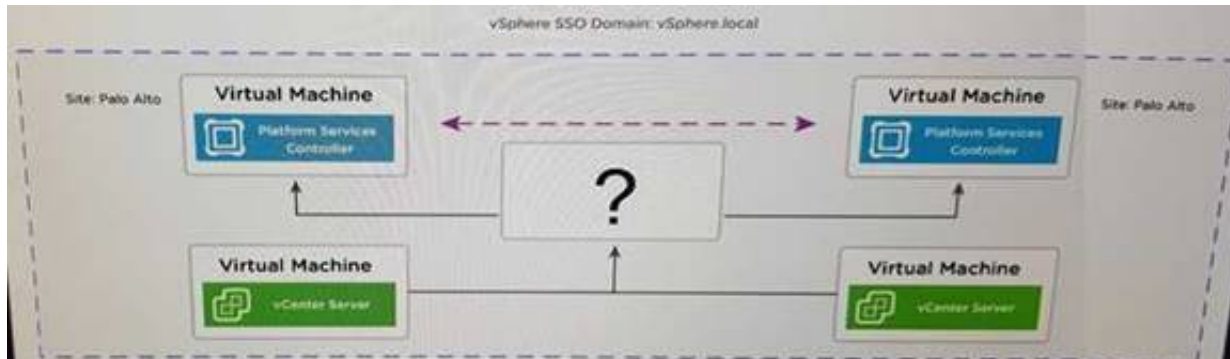 vSphere SSO Domain: vSphere.local
Site: Palo Alto
Virtual Machine
Platform Services
Controller
Virtual Machine
Platform Services
Controller
Site: Palo Alto
?
Virtual Machine
vCenter Server
Virtual Machine
vCenter Server